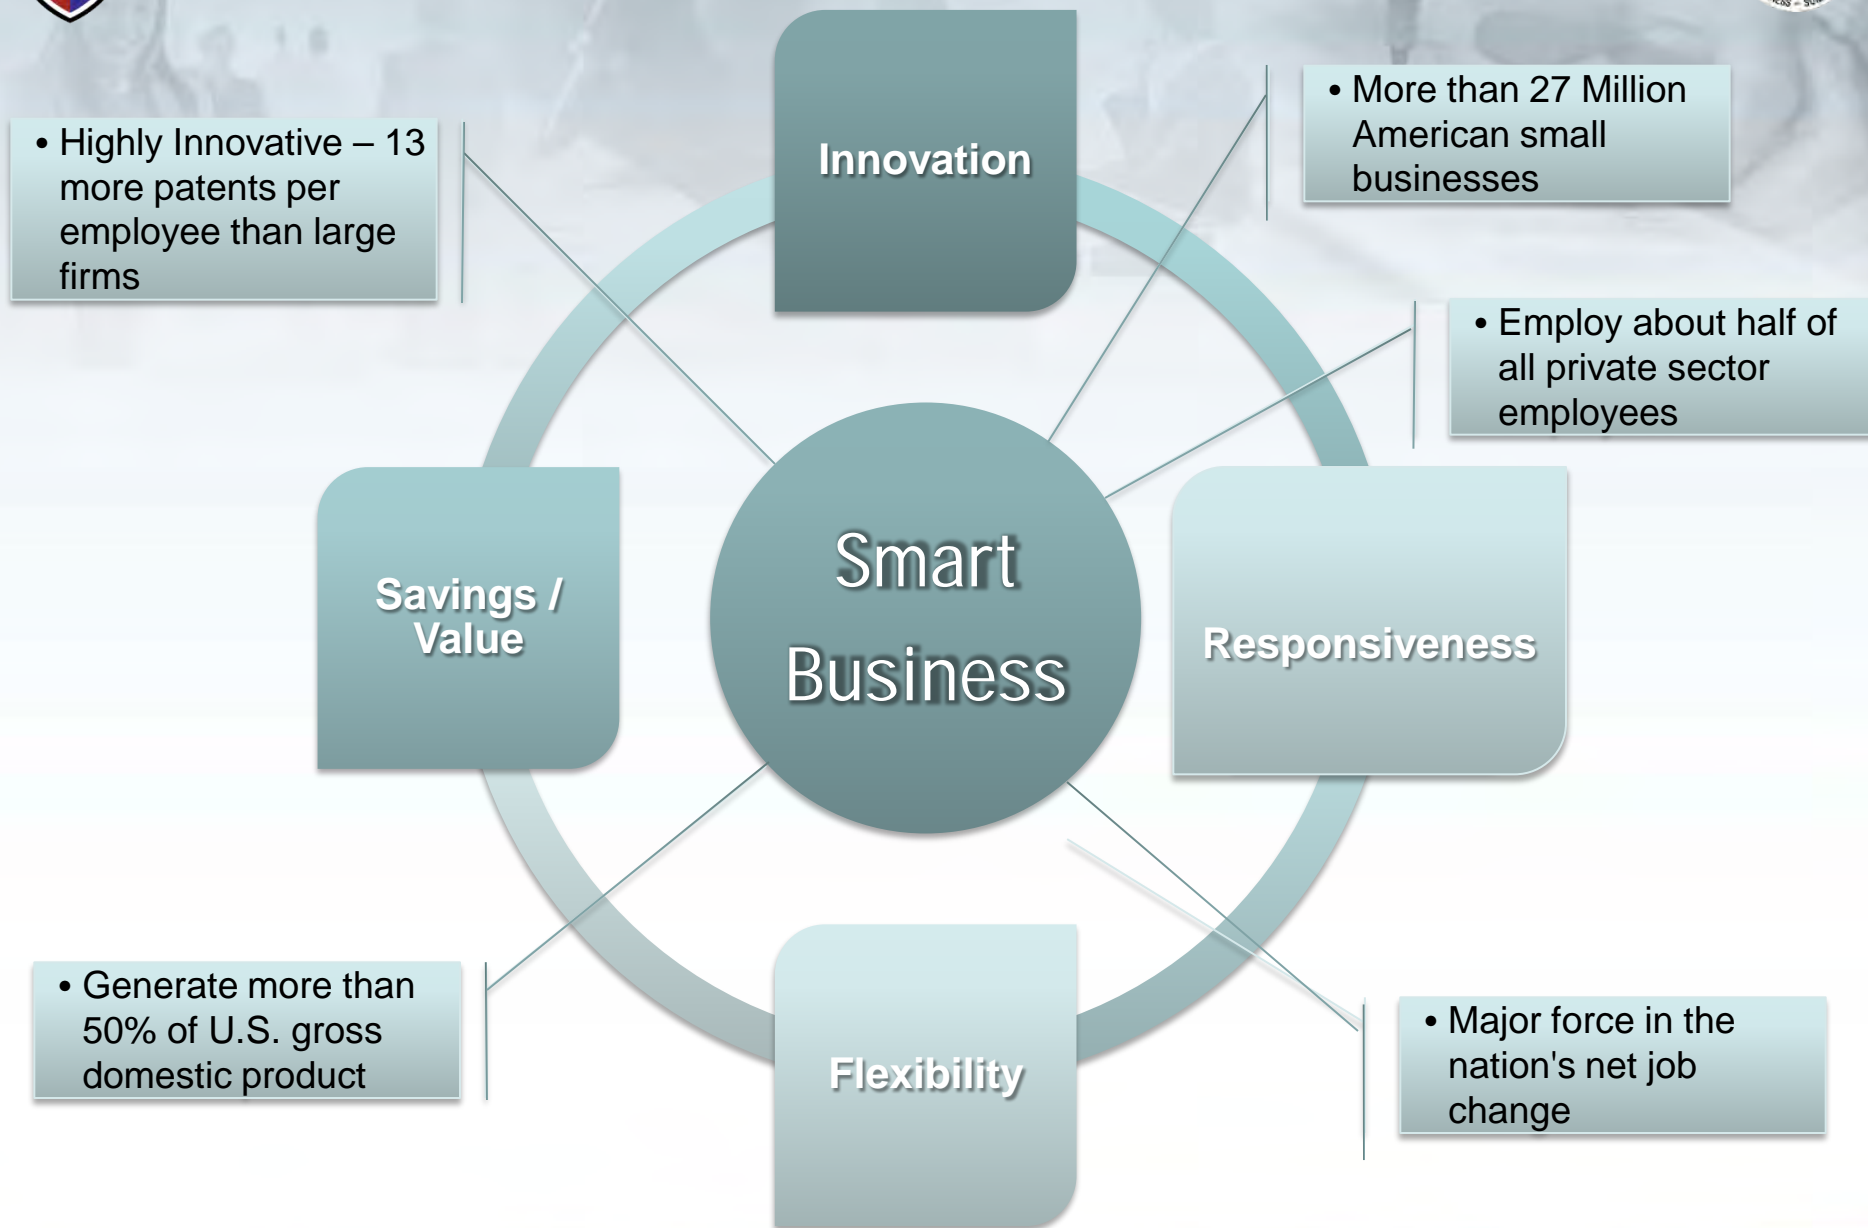 Innovation
• More than 27 Million
American small
businesses
• Highly Innovative – 13
more patents per
employee than large
firms
• Employ about half of
all private sector
employees
Smart
Business
Savings /
Value
Responsiveness
• Generate more than
50% of U.S. gross
domestic product
Flexibility
• Major force in the
nation's net job
change